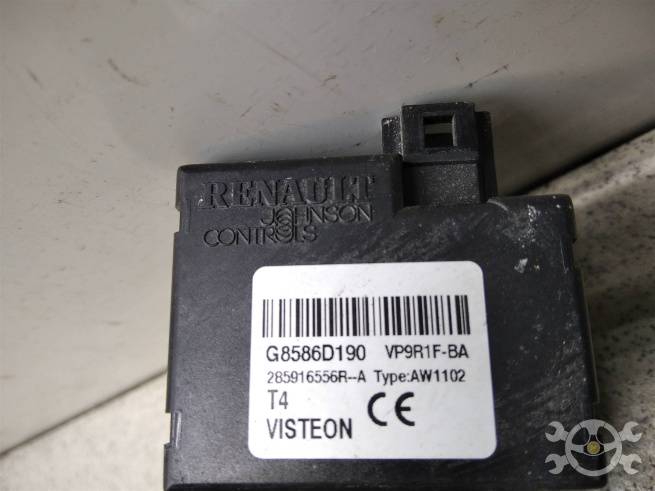 RENAULT
JOHNSON
CONTROLS
G8586D190 VP9R1F-BA
285916556R--A Type:AW1102
T4 CE
VISTEON